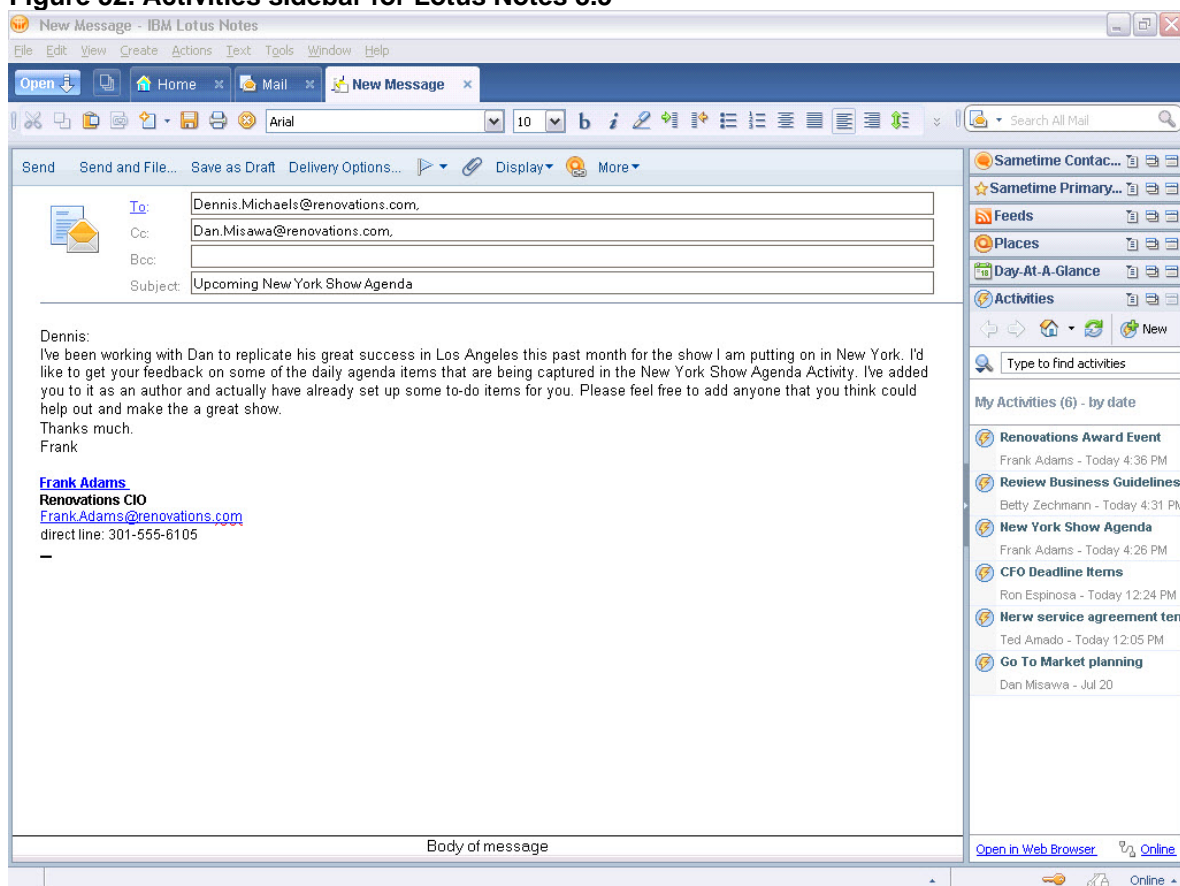 New Message - IBM Lotus Notes
File Edit View Create Actions Text Tools Window Help
Open Home Mail New Message
Arial 10 b i Search All Mail
Send Send and File... Save as Draft Delivery Options... Display More
To: Dennis.Michaels@renovations.com,
Cc: Dan.Misawa@renovations.com,
Bcc:
Subject: Upcoming New York Show Agenda
Dennis:
I've been working with Dan to replicate his great success in Los Angeles this past month for the show I am putting on in New York. I'd
like to get your feedback on some of the daily agenda items that are being captured in the New York Show Agenda Activity. I've added
you to it as an author and actually have already set up some to-do items for you. Please feel free to add anyone that you think could
help out and make the a great show.
Thanks much.
Frank
Frank Adams
Renovations CIO
Frank.Adams@renovations.com
direct line: 301-555-6105
Body of message
Sametime Contac...
Sametime Primary...
Feeds
Places
Day-At-A-Glance
Activities
New
Type to find activities
My Activities (6) - by date
Renovations Award Event
Frank Adams - Today 4:36 PM
Review Business Guidelines
Betty Zechmann - Today 4:31 PM
New York Show Agenda
Frank Adams - Today 4:26 PM
CFO Deadline Items
Ron Espinosa - Today 12:24 PM
Nerw service agreement
Ted Amado - Today 12:05 PM
Go To Market planning
Dan Misawa - Jul 20
Open in Web Browser Online
Online